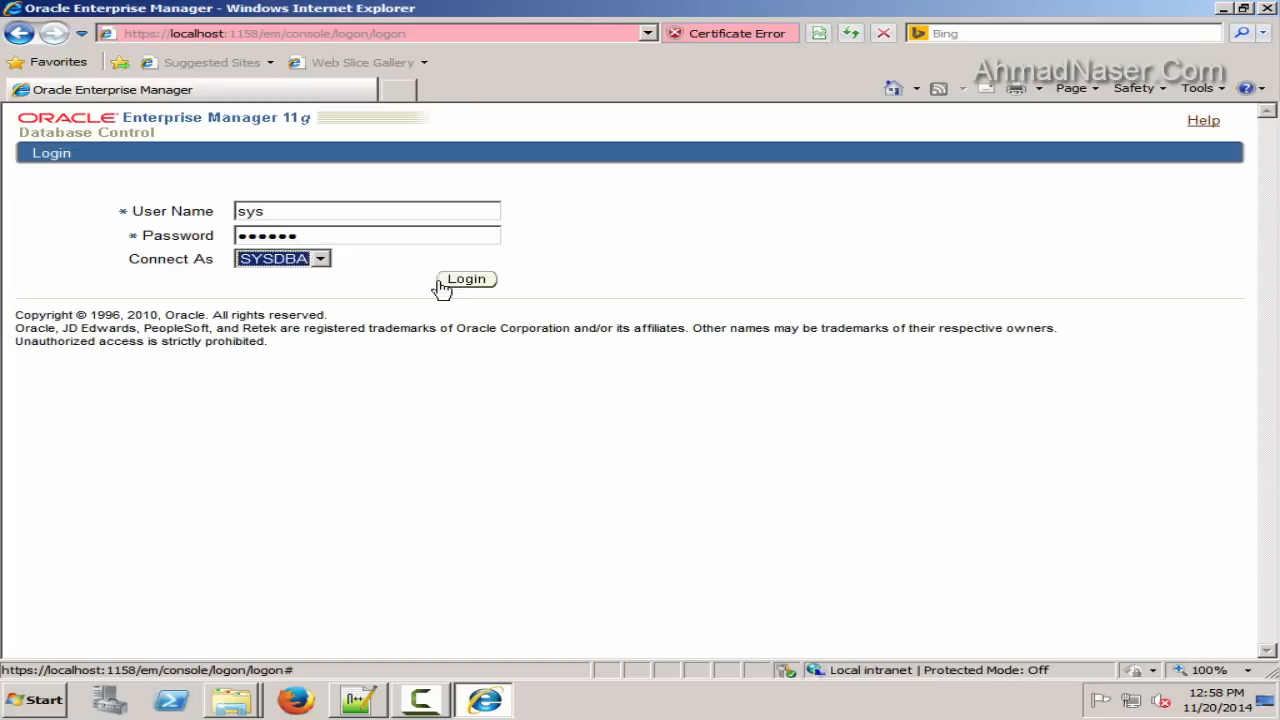 Oracle Enterprise Manager - Windows Internet Explorer
https://localhost:1158/em/console/logon/logon
Certificate Error
Bing
Favorites
Suggested Sites
Web Slice Gallery
Oracle Enterprise Manager
AhmadNaser.Com
Page
Safety
Tools
ORACLE Enterprise Manager 11g
Database Control
Help
Login
* User Name
sys
* Password
••••••
Connect As
SYSDBA
Login
Copyright © 1996, 2010, Oracle. All rights reserved.
Oracle, JD Edwards, PeopleSoft, and Retek are registered trademarks of Oracle Corporation and/or its affiliates. Other names may be trademarks of their respective owners.
Unauthorized access is strictly prohibited.
https://localhost:1158/em/console/logon/logon#
Local intranet | Protected Mode: Off
100%
Start
12:58 PM
11/20/2014